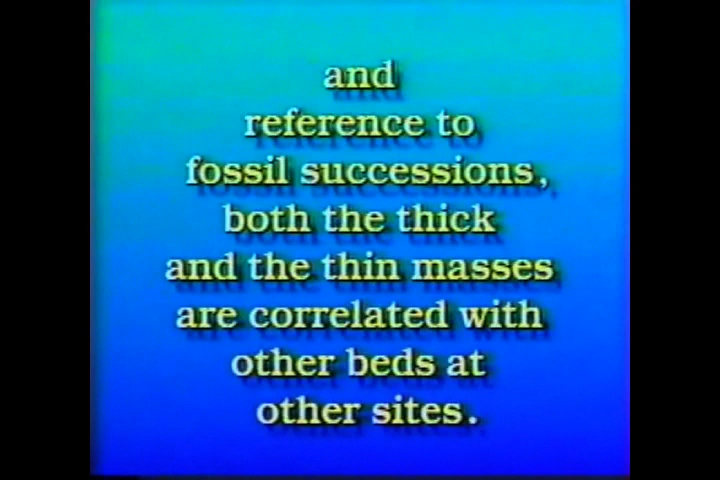 and
reference to
fossil successions,
both the thick
and the thin masses
are correlated with
other beds at
other sites.